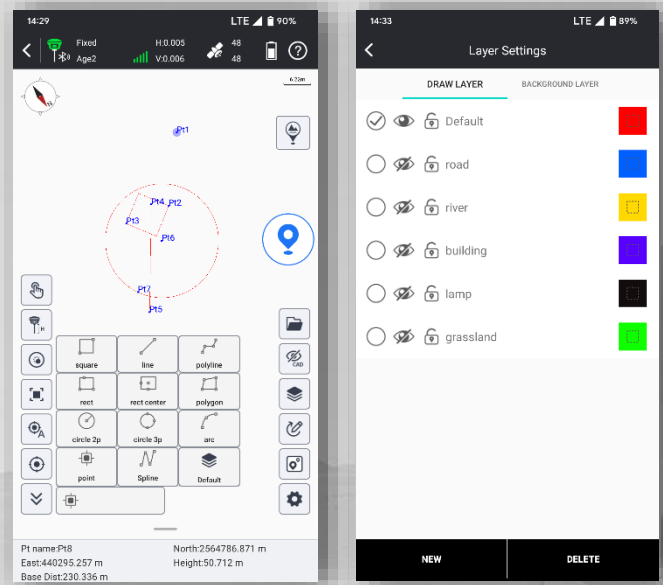 14:29
LTE 90%
Fixed
H:0.005
48
Age2
V:0.006
48
?
6.22m
N
Pt1
Pt4
Pt2
Pt3
Pt6
Pt7
Pt5
H
CAD
A
square
line
polyline
rect
rect center
polygon
circle 2p
circle 3p
arc
point
Spline
Default
Pt name:Pt8
North:2564786.871 m
East:440295.257 m
Height:50.712 m
Base Dist:230.336 m
14:33
LTE 89%
Layer Settings
DRAW LAYER
BACKGROUND LAYER
Default
road
river
building
lamp
grassland
NEW
DELETE